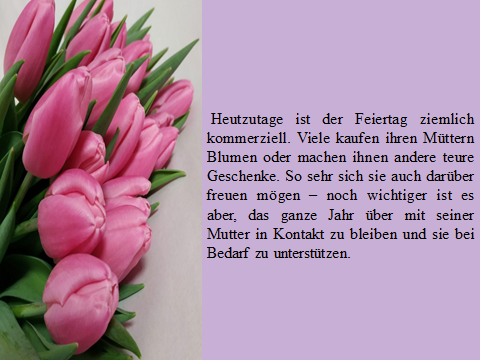 Heutzutage ist der Feiertag ziemlich
kommerziell. Viele kaufen ihren Müttern
Blumen oder machen ihnen andere teure
Geschenke. So sehr sich sie auch darüber
freuen mögen – noch wichtiger ist es
aber, das ganze Jahr über mit seiner
Mutter in Kontakt zu bleiben und sie bei
Bedarf zu unterstützen.